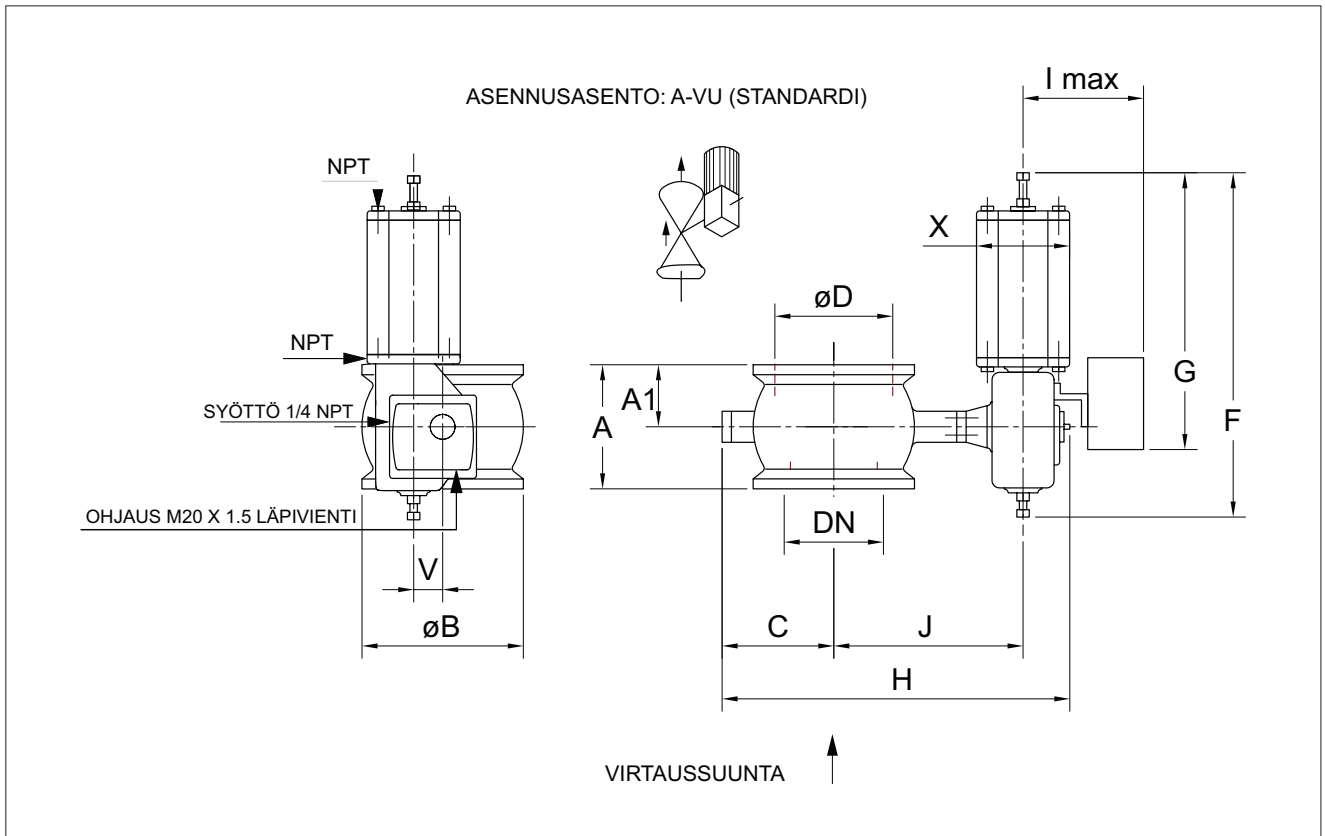 ASENNUSASENTO: A-VU (STANDARDI)
I max
NPT
X
øD
NPT
G
A1
SYÖTTÖ 1/4 NPT
A
F
OHJAUS M20 X 1.5 LÄPIVIENTI
DN
V
C
J
øB
H
VIRTAUSSUUNTA